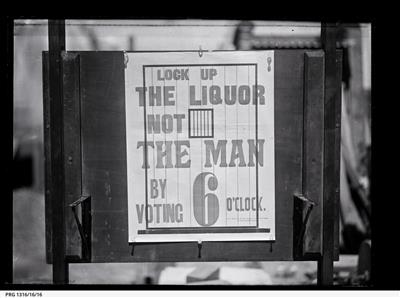 LOCK UP
THE LIQUOR
NOT
THE MAN
BY
VOTING 6 O'CLOCK.
PRG 1316/16/16